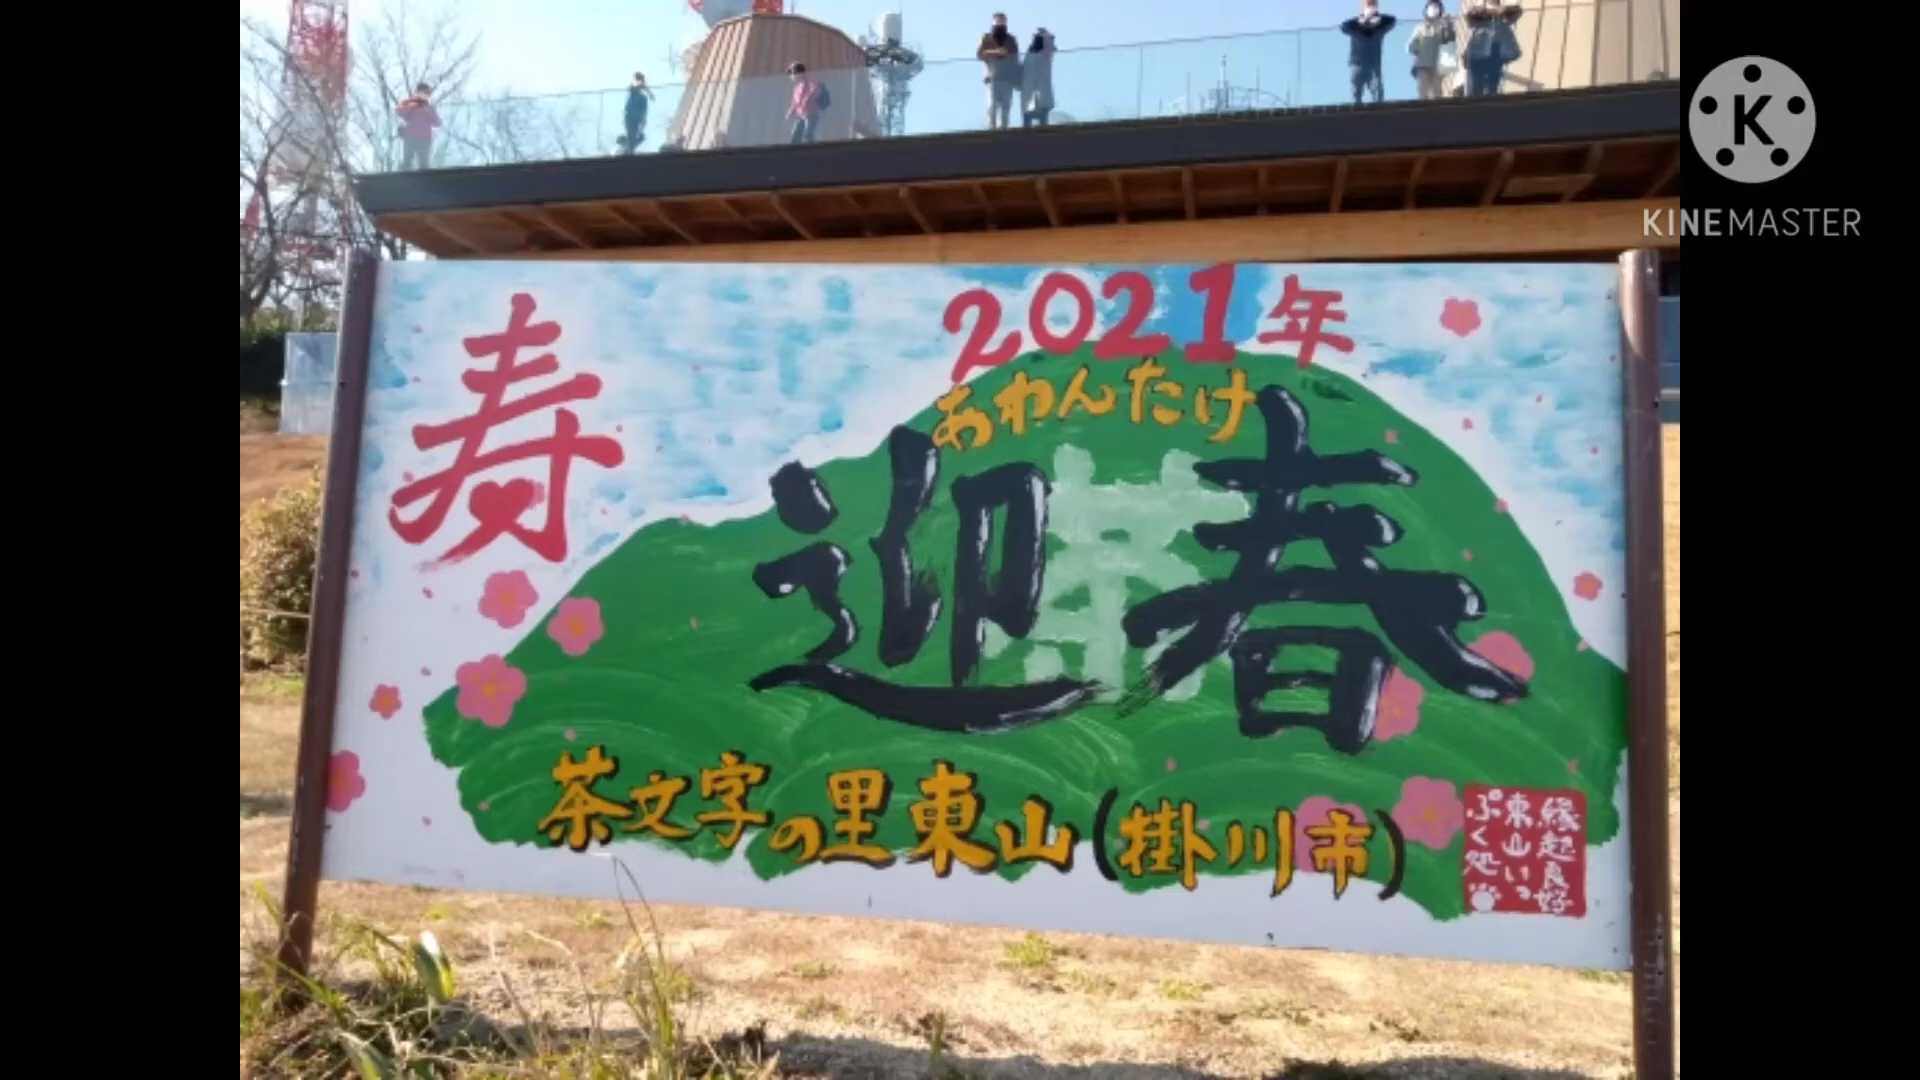 2021年
寿
あわんたけ
迎春
茶
茶文字の里東山(掛川市)
縁起良好
東山いっ
ぷく処
K
KINEMASTER